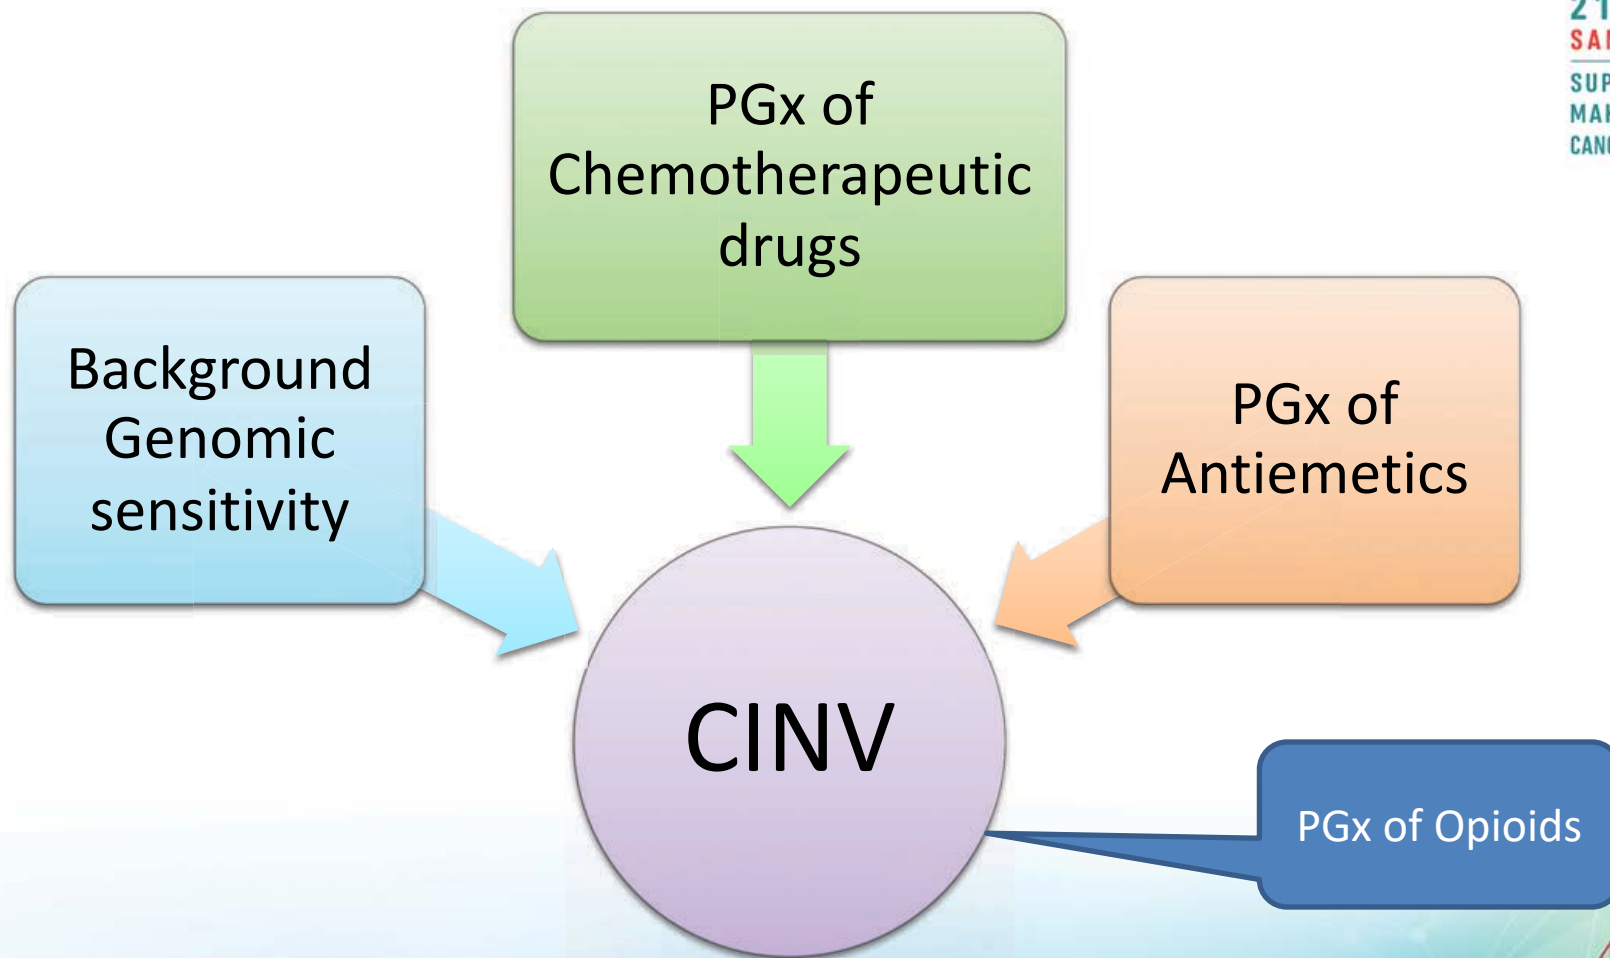 PGx of
Chemotherapeutic
drugs
Background
Genomic
sensitivity
PGx of
Antiemetics
CINV
PGx of Opioids